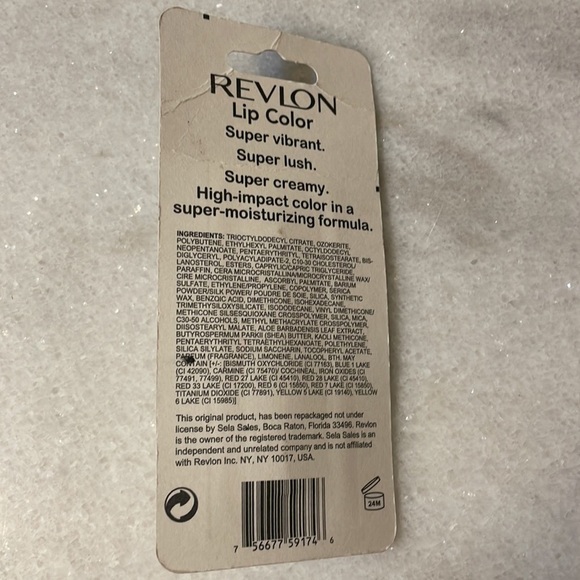 REVLON
Lip Color
Super vibrant.
Super lush.
Super creamy.
High-impact color in a
super-moisturizing formula.
INGREDIENTS: TRIOCTYLDODECYL CITRATE, OZOKERITE,
POLYBUTENE, ETHYLHEXYL PALMITATE, OCTYLDODECYL
NEOPENTANOATE, PENTAERYTHRITYL, TETRAISOSTEARATE, BIS-
DIGLYCERYL, POLYACYLADIPATE-2, C10-30 CHOLESTEROL/
LANOSTEROL, ESTERS, CAPRYLIC/CAPRIC TRIGLYCERIDE,
PARAFFIN, CERA MICROCRISTALLINA/MICROCRYSTALLINE WAX/
CIRE MICROCRISTALLINE, ASCORBYL PALMITATE, BARIUM
SULFATE, ETHYLENE/PROPYLENE, COPOLYMER, SERICA
POWDER/SILK POWER/ POUDRE DE SOIE, SILICA, SYNTHETIC
WAX, BENZOIC ACID, DIMETHICONE, ISOHEXADECANE,
TRIMETHYLSILOXYSILICATE, ISODODECANE, VINYL DIMETHICONE/
METHICONE SILSESQUIOXANE CROSSPOLYMER, SILICA, MICA,
C30-50 ALCOHOLS, METHYL METHACRYLATE CROSSPOLYMER,
DIISOSTEARYL MALATE, ALOE BARBADENSIS LEAF EXTRACT,
BUTYROSPERMUM PARKII (SHEA) BUTTER, KAOLI METHICONE,
PENTAERYTHRITYL TETRAETHYLHEXANOATE, POLETHYLENE,
SILICA SILYLATE, SODIUM SACCHARIN, TOCOPHERYL ACETATE,
PARFUM (FRAGRANCE), LIMONENE, LANALOOL, BTH, MAY
CONTAIN [+/-: [BISMUTH OXYCHLORIDE (CI 77163), BLUE 1 LAKE
(CI 42090), CARMINE (CI 75470)/ COCHNEAL, IRON OXIDES (CI
77491, 77499), RED 27 LAKE (CI 45410), RED 28 LAKE (CI 45410),
RED 33 LAKE (CI 17200), RED 6 (CI 15850), RED 7 LAKE (CI 15850),
TITANIUM DIOXIDE (CI 77891), YELLOW 5 LAKE (CI 19140), YELLOW
6 LAKE (CI 15985)]
This original product, has been repackaged not under
license by Sela Sales, Boca Raton, Florida 33496. Revlon
is the owner of the registered trademark. Sela Sales is an
independent and unrelated company and is not affiliated
with Revlon Inc. NY, NY 10017, USA.
24M
7 56677 59174 6